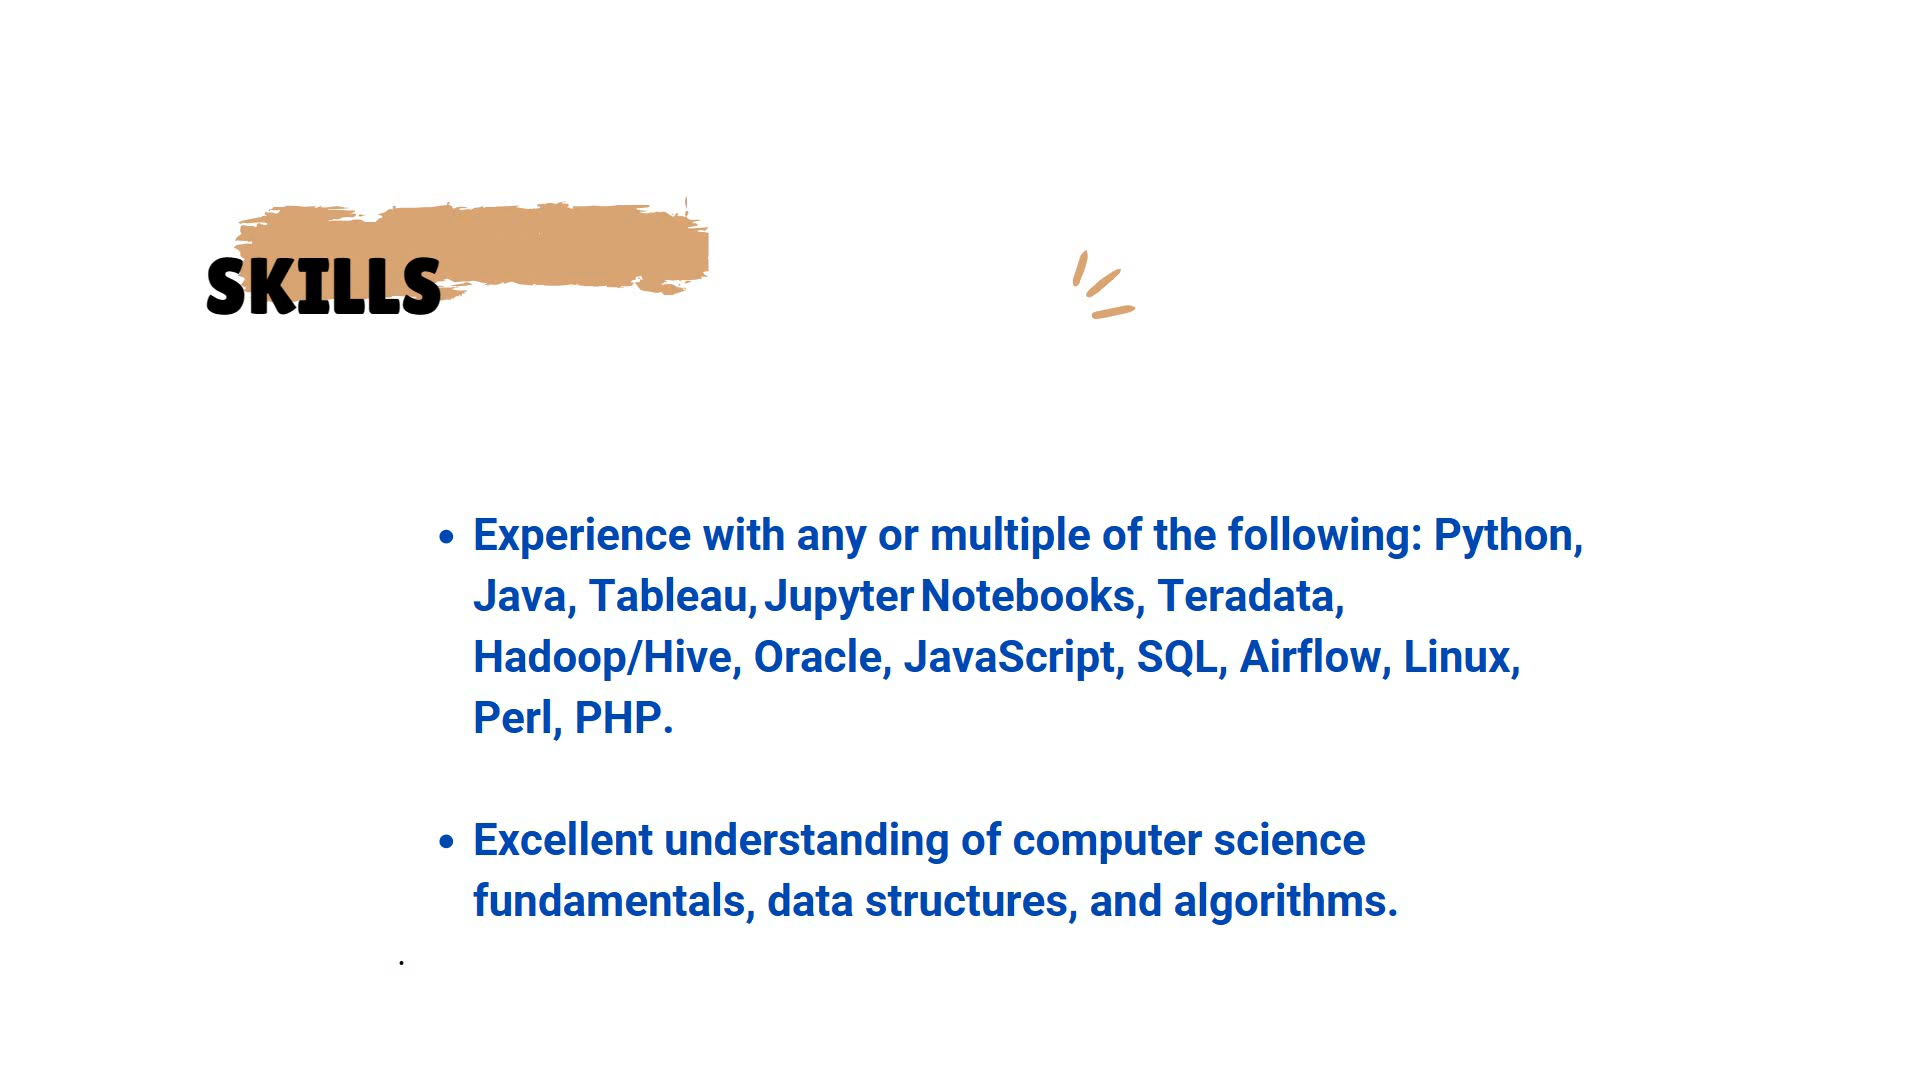 SKILLS
• Experience with any or multiple of the following: Python,
Java, Tableau, Jupyter Notebooks, Teradata,
Hadoop/Hive, Oracle, JavaScript, SQL, Airflow, Linux,
Perl, PHP.
• Excellent understanding of computer science
fundamentals, data structures, and algorithms.
.